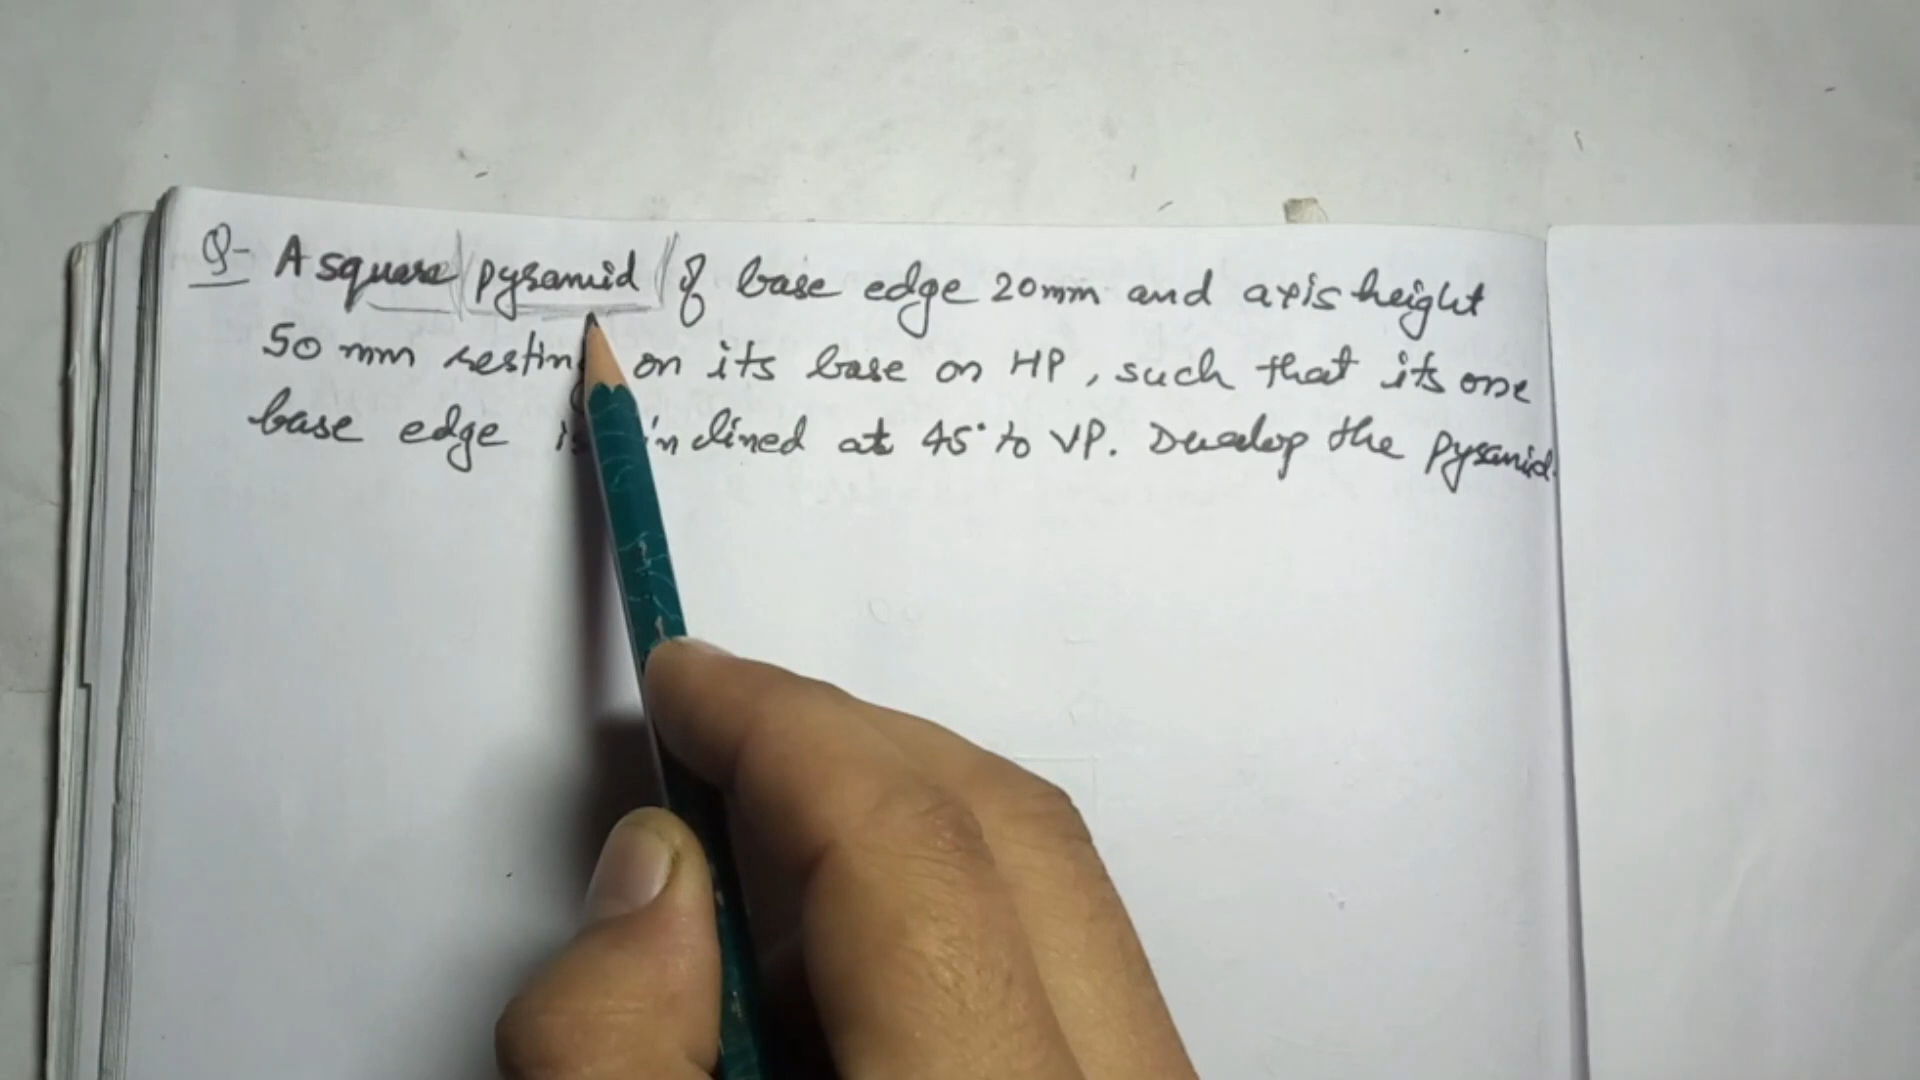 Q- A square pyramid of base edge 20mm and axis height
50 mm resting on its base on HP, such that its one
base edge is inclined at 45° to VP. Develop the pyramid.